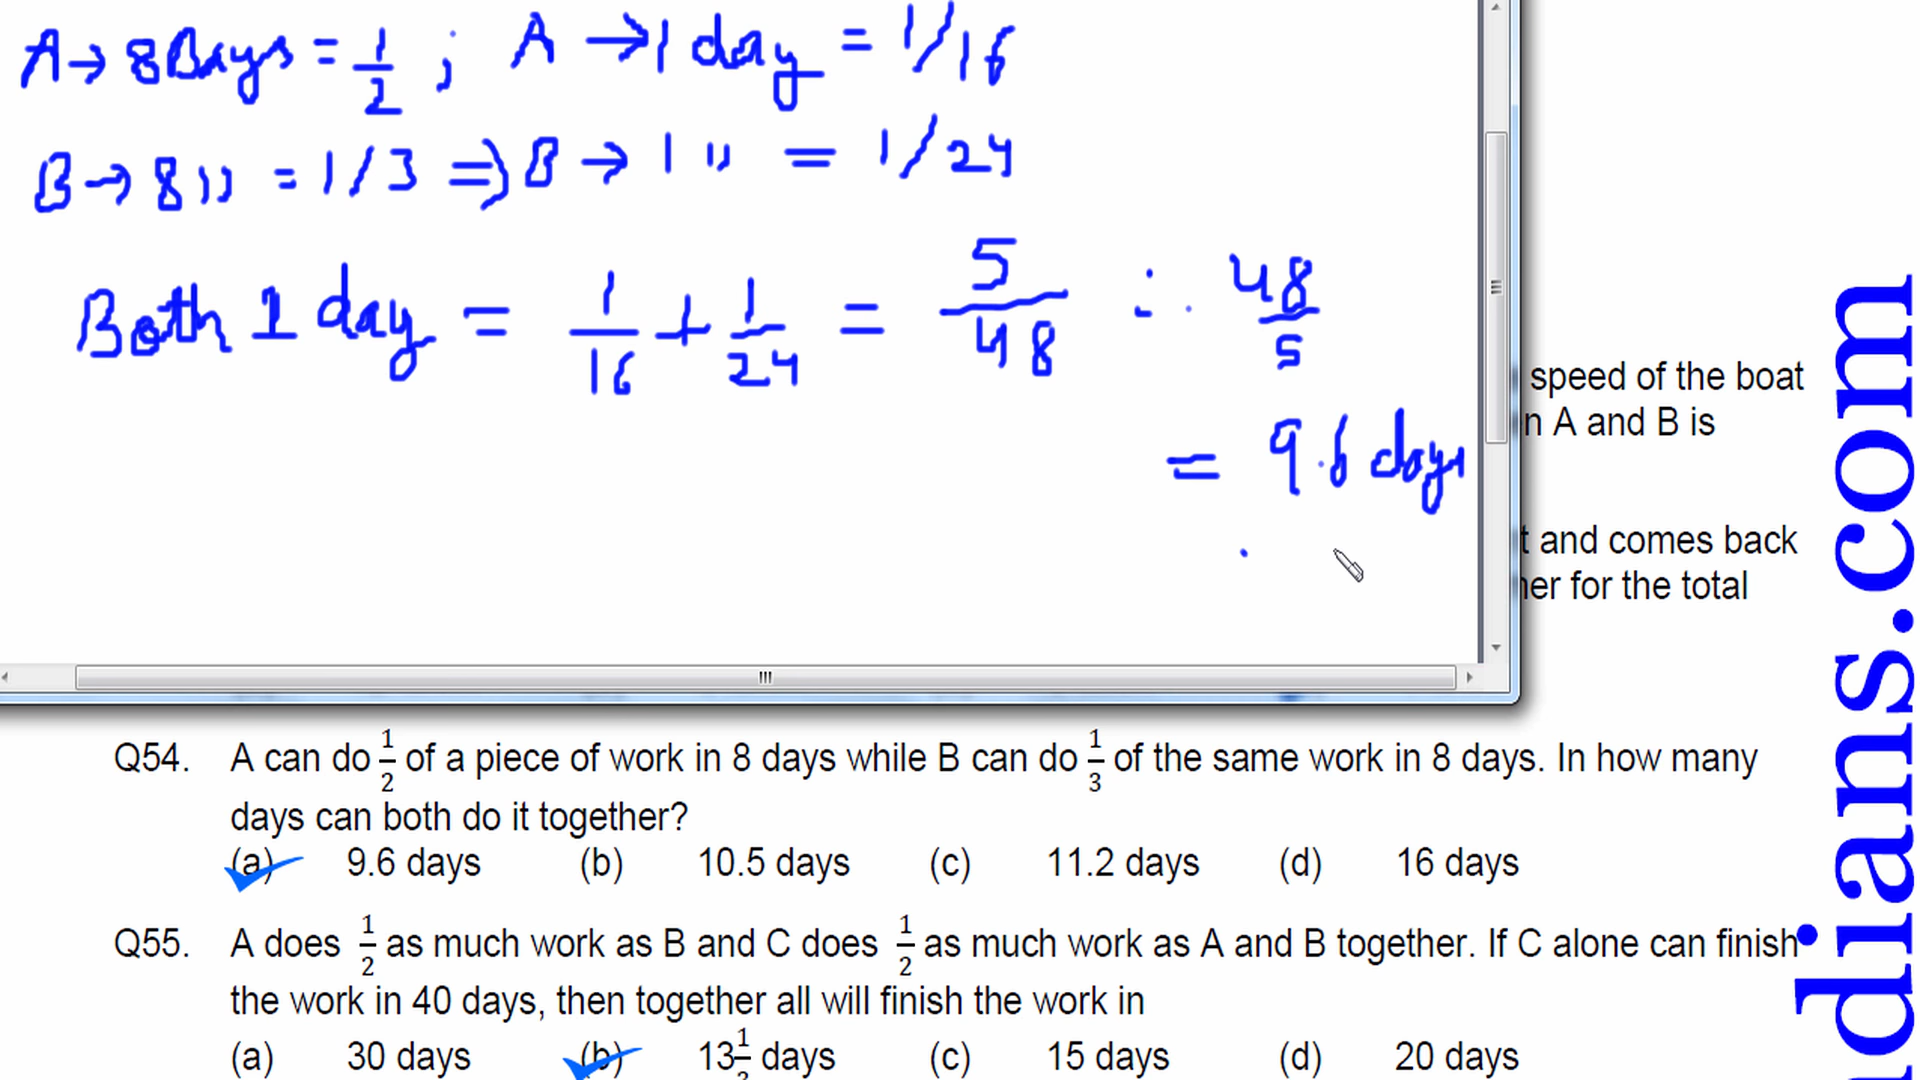 A → 8 Days = 1/2 ; A → 1 day = 1/16
B → 8 ,, = 1/3 ⇒ B → 1 ,, = 1/24
Both 1 day = 1/16 + 1/24 = 5/48 ∴ 48/5
= 9.6 days
speed of the boat
n A and B is
t and comes back
her for the total
Q54. A can do 1/2 of a piece of work in 8 days while B can do 1/3 of the same work in 8 days. In how many
days can both do it together?
(a) 9.6 days (b) 10.5 days (c) 11.2 days (d) 16 days
Q55. A does 1/2 as much work as B and C does 1/2 as much work as A and B together. If C alone can finish
the work in 40 days, then together all will finish the work in
(a) 30 days (b) 13 1/3 days (c) 15 days (d) 20 days
dians.com